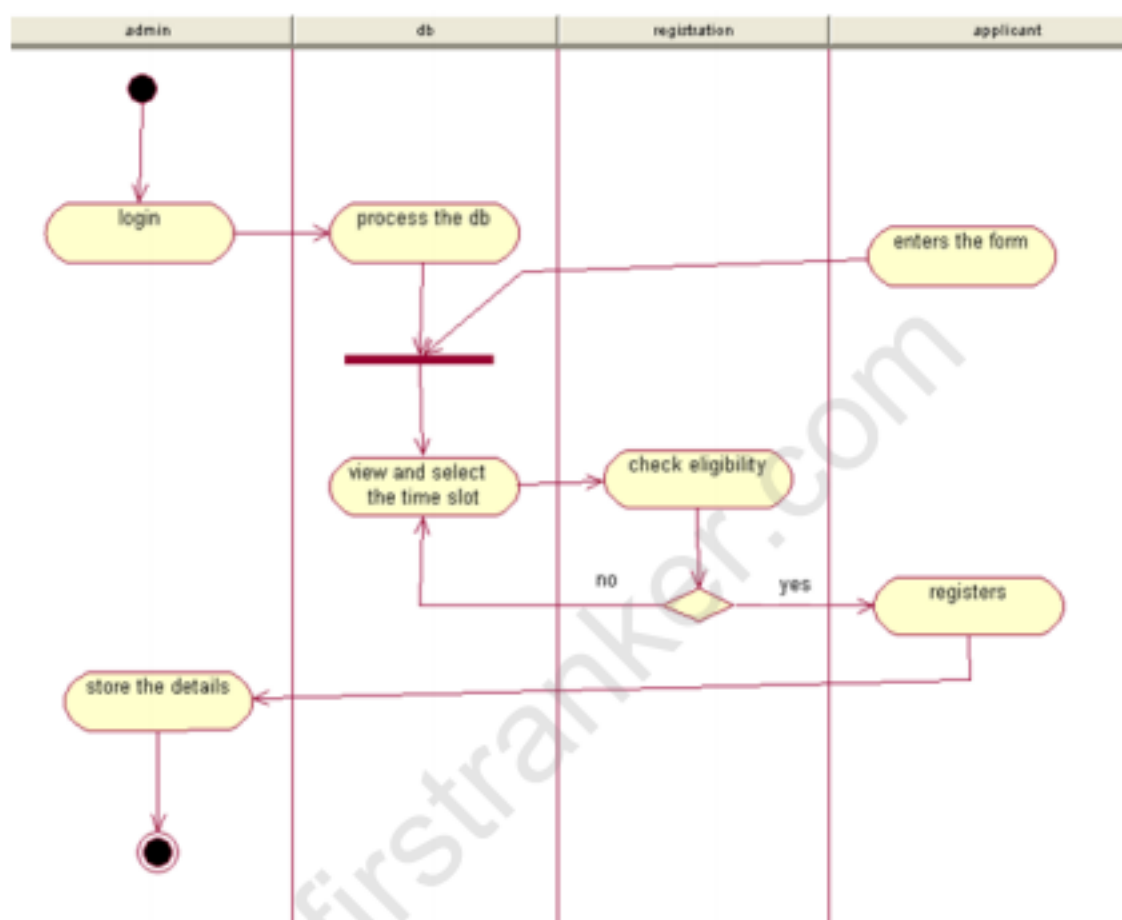 admin
db
registration
applicant
login
process the db
enters the form
view and select
the time slot
check eligibility
no
yes
registers
store the details
firstranker.com